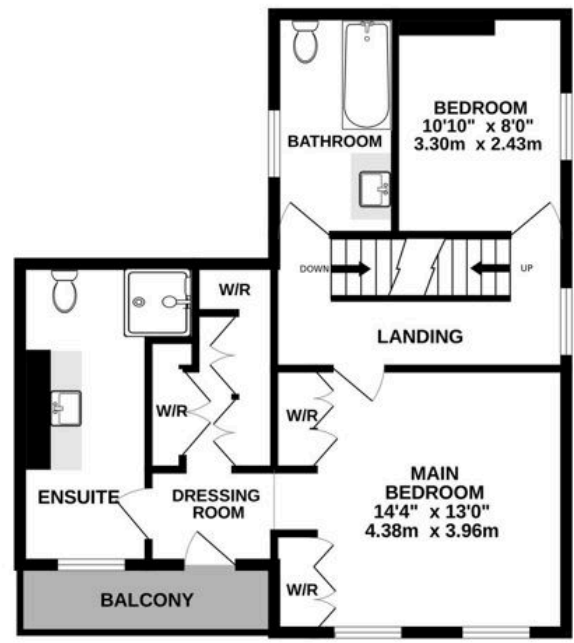 BEDROOM
10'10" x 8'0"
3.30m x 2.43m
BATHROOM
DOWN
UP
W/R
LANDING
W/R
W/R
ENSUITE
DRESSING
ROOM
MAIN
BEDROOM
14'4" x 13'0"
4.38m x 3.96m
W/R
BALCONY